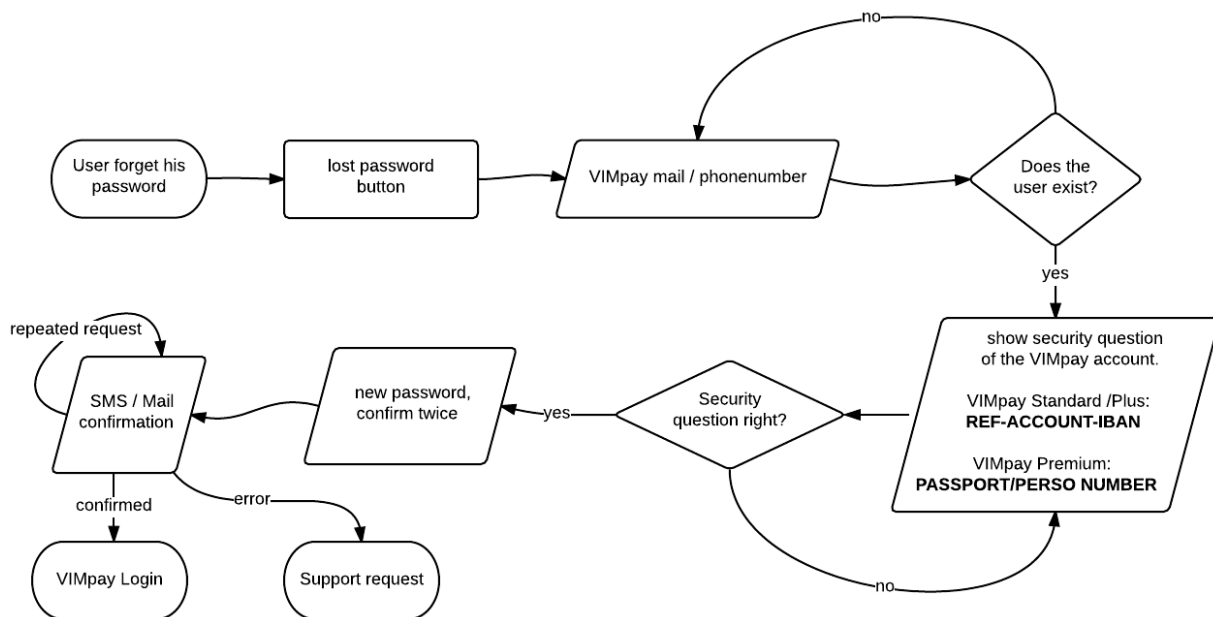 no
User forget his
password
lost password
button
VIMpay mail / phonenumber
Does the
user exist?
yes
show security question
of the VIMpay account.
VIMpay Standard /Plus:
REF-ACCOUNT-IBAN
VIMpay Premium:
PASSPORT/PERSO NUMBER
Security
question right?
no
yes
new password,
confirm twice
repeated request
SMS / Mail
confirmation
confirmed
error
VIMpay Login
Support request